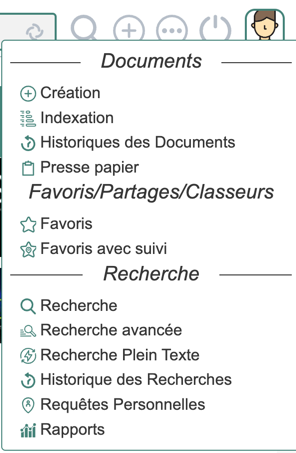 Documents
Création
Indexation
Historiques des Documents
Presse papier
Favoris/Partages/Classeurs
Favoris
Favoris avec suivi
Recherche
Recherche
Recherche avancée
Recherche Plein Texte
Historique des Recherches
Requêtes Personnelles
Rapports